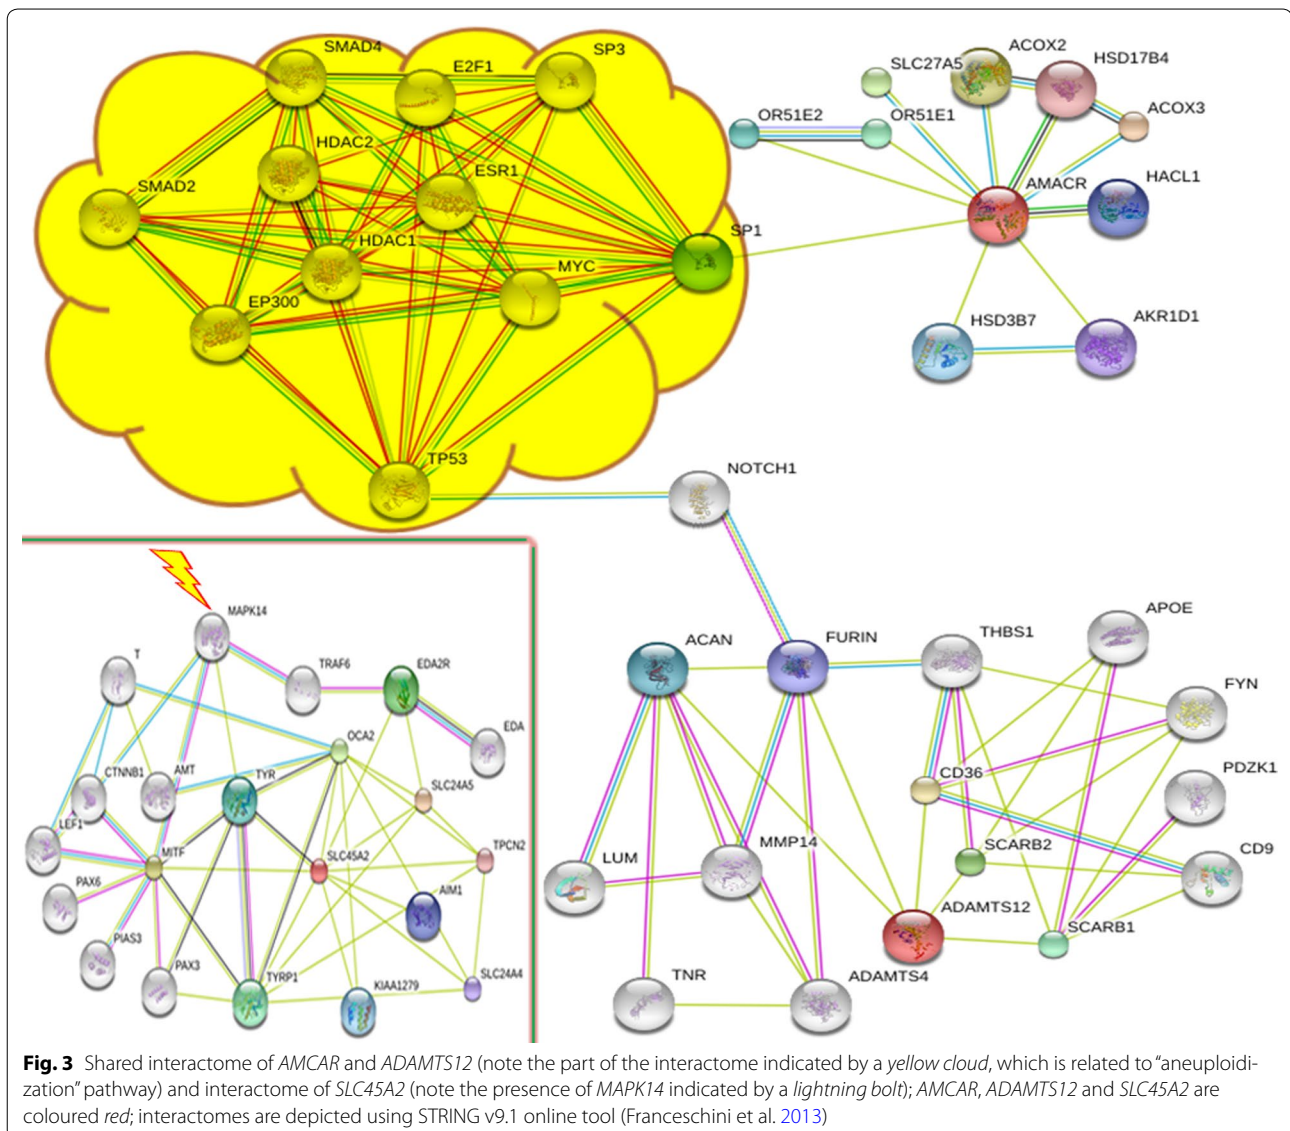 SMAD4
E2F1
SP3
HDAC2
ESR1
SMAD2
HDAC1
MYC
SP1
EP300
TP53
SLC27A5
ACOX2
HSD17B4
ACOX3
OR51E2
OR51E1
AMACR
HACL1
HSD3B7
AKR1D1
NOTCH1
ACAN
FURIN
THBS1
APOE
FYN
CD36
PDZK1
LUM
MMP14
SCARB2
CD9
ADAMTS12
SCARB1
TNR
ADAMTS4
MAPK14
T
TRAF6
EDA2R
OCA2
EDA
CTNNB1
AMT
TYR
SLC24A5
LEF1
MITF
SLC45A2
TPCN2
PAX6
AIM1
PIAS3
PAX3
TYRP1
KIAA1279
SLC24A4
Fig. 3 Shared interactome of AMCAR and ADAMTS12 (note the part of the interactome indicated by a yellow cloud, which is related to “aneuploidi-
zation” pathway) and interactome of SLC45A2 (note the presence of MAPK14 indicated by a lightning bolt); AMCAR, ADAMTS12 and SLC45A2 are
coloured red; interactomes are depicted using STRING v9.1 online tool (Franceschini et al. 2013)